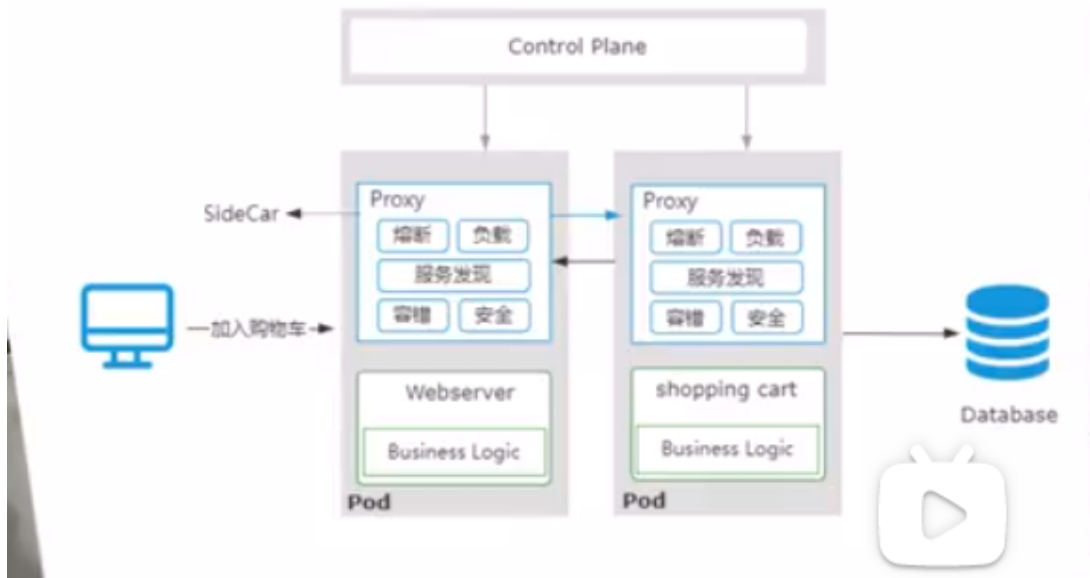 Control Plane
SideCar
Proxy
熔断
负载
服务发现
容错
安全
Proxy
熔断
负载
服务发现
容错
安全
加入购物车
Webserver
Business Logic
Pod
shopping cart
Business Logic
Pod
Database